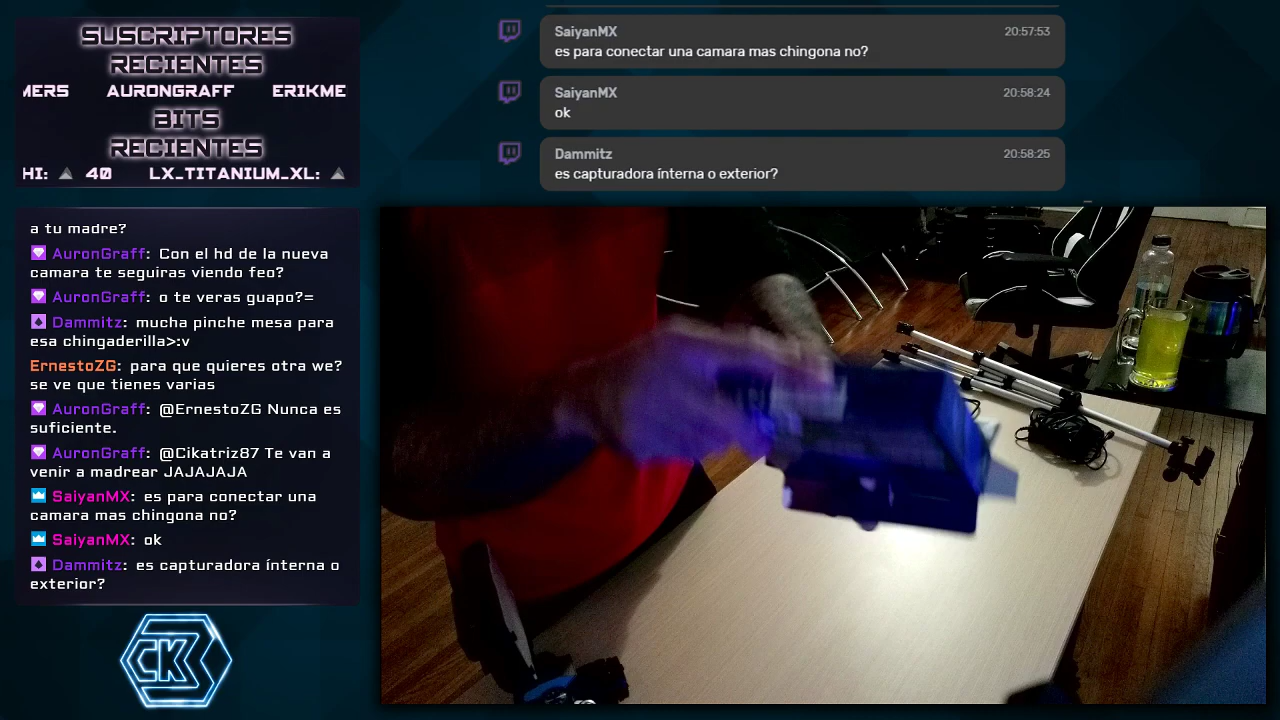 SUSCRIPTORES
RECIENTES
MERS AURONGRAFF ERIKME
BITS
RECIENTES
HI: 40 LX_TITANIUM_XL:
SaiyanMX 20:57:53
es para conectar una camara mas chingona no?
SaiyanMX 20:58:24
ok
Dammitz 20:58:25
es capturadora ínterna o exterior?
a tu madre?
AuronGraff: Con el hd de la nueva
camara te seguiras viendo feo?
AuronGraff: o te veras guapo?=
Dammitz: mucha pinche mesa para
esa chingaderilla>:v
ErnestoZG: para que quieres otra we?
se ve que tienes varias
AuronGraff: @ErnestoZG Nunca es
suficiente.
AuronGraff: @Cikatriz87 Te van a
venir a madrear JAJAJAJA
SaiyanMX: es para conectar una
camara mas chingona no?
SaiyanMX: ok
Dammitz: es capturadora ínterna o
exterior?
CK